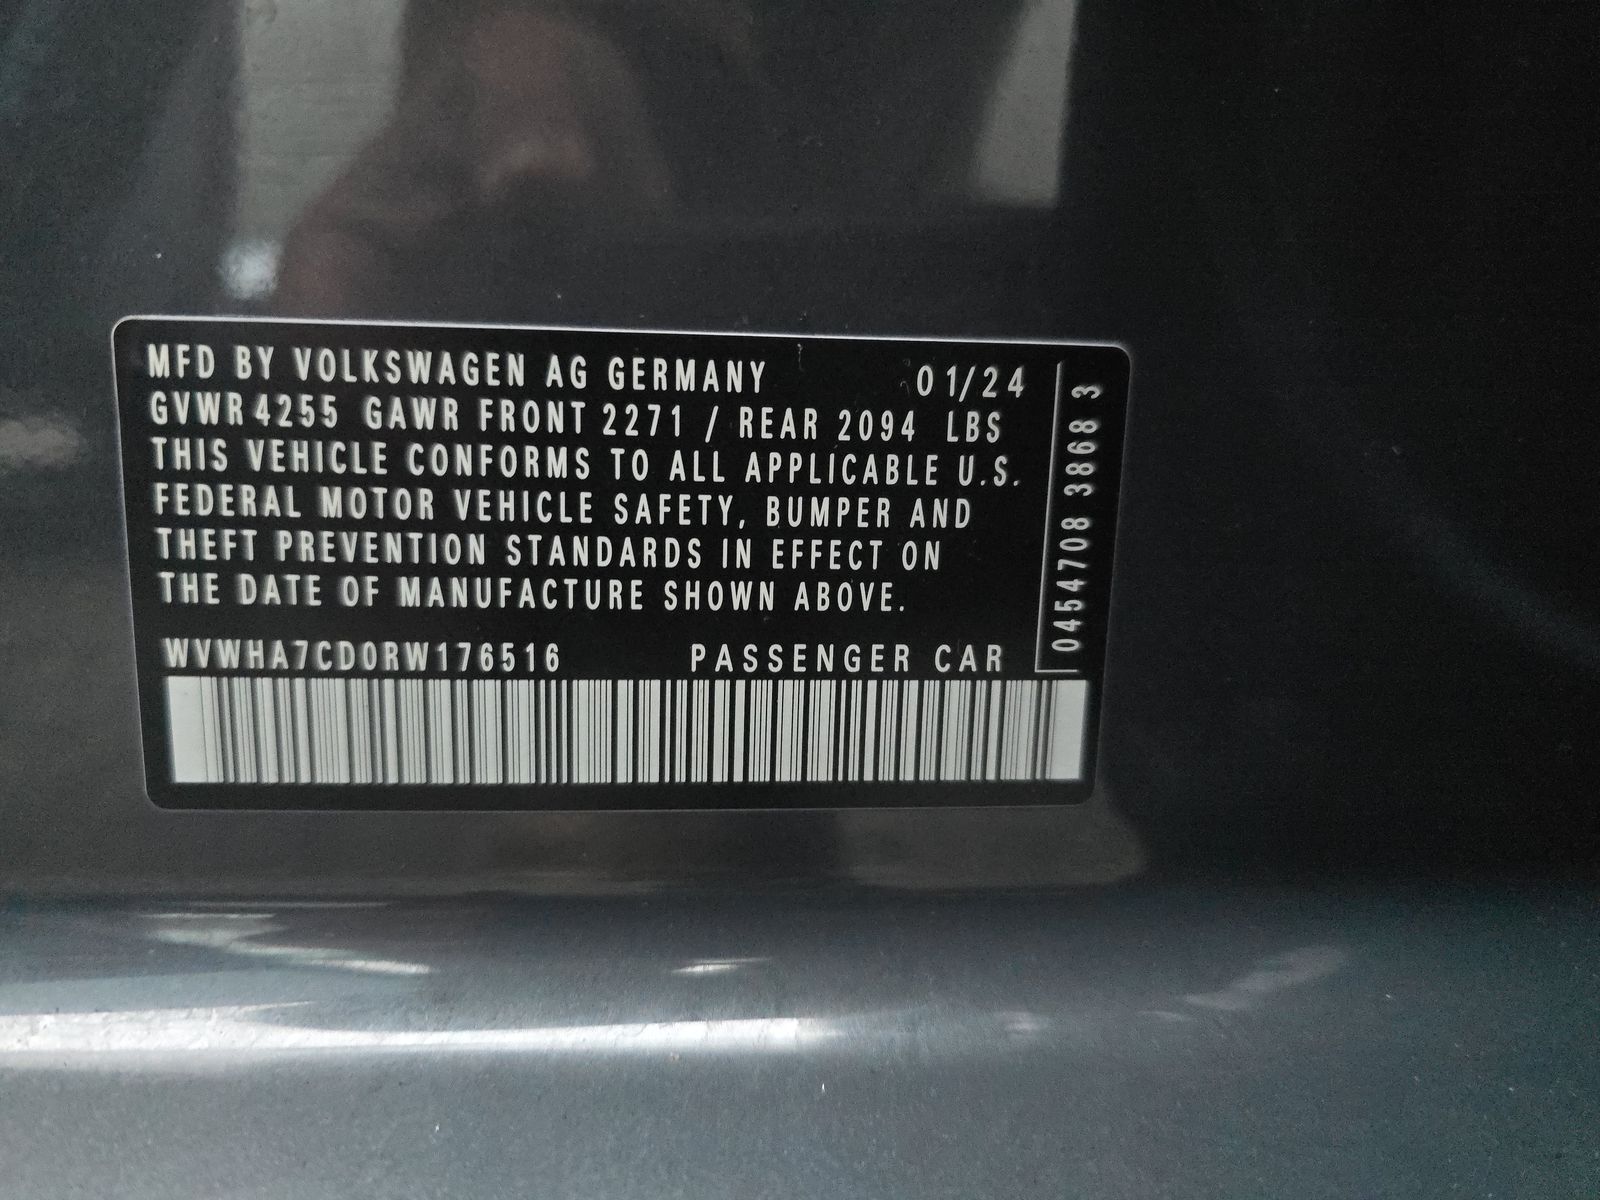 MFD BY VOLKSWAGEN AG GERMANY 01/24
GVWR 4255 GAWR FRONT 2271 / REAR 2094 LBS
THIS VEHICLE CONFORMS TO ALL APPLICABLE U.S.
FEDERAL MOTOR VEHICLE SAFETY, BUMPER AND
THEFT PREVENTION STANDARDS IN EFFECT ON
THE DATE OF MANUFACTURE SHOWN ABOVE.
WVWHA7CD0RW176516 PASSENGER CAR
0454708 3868 3